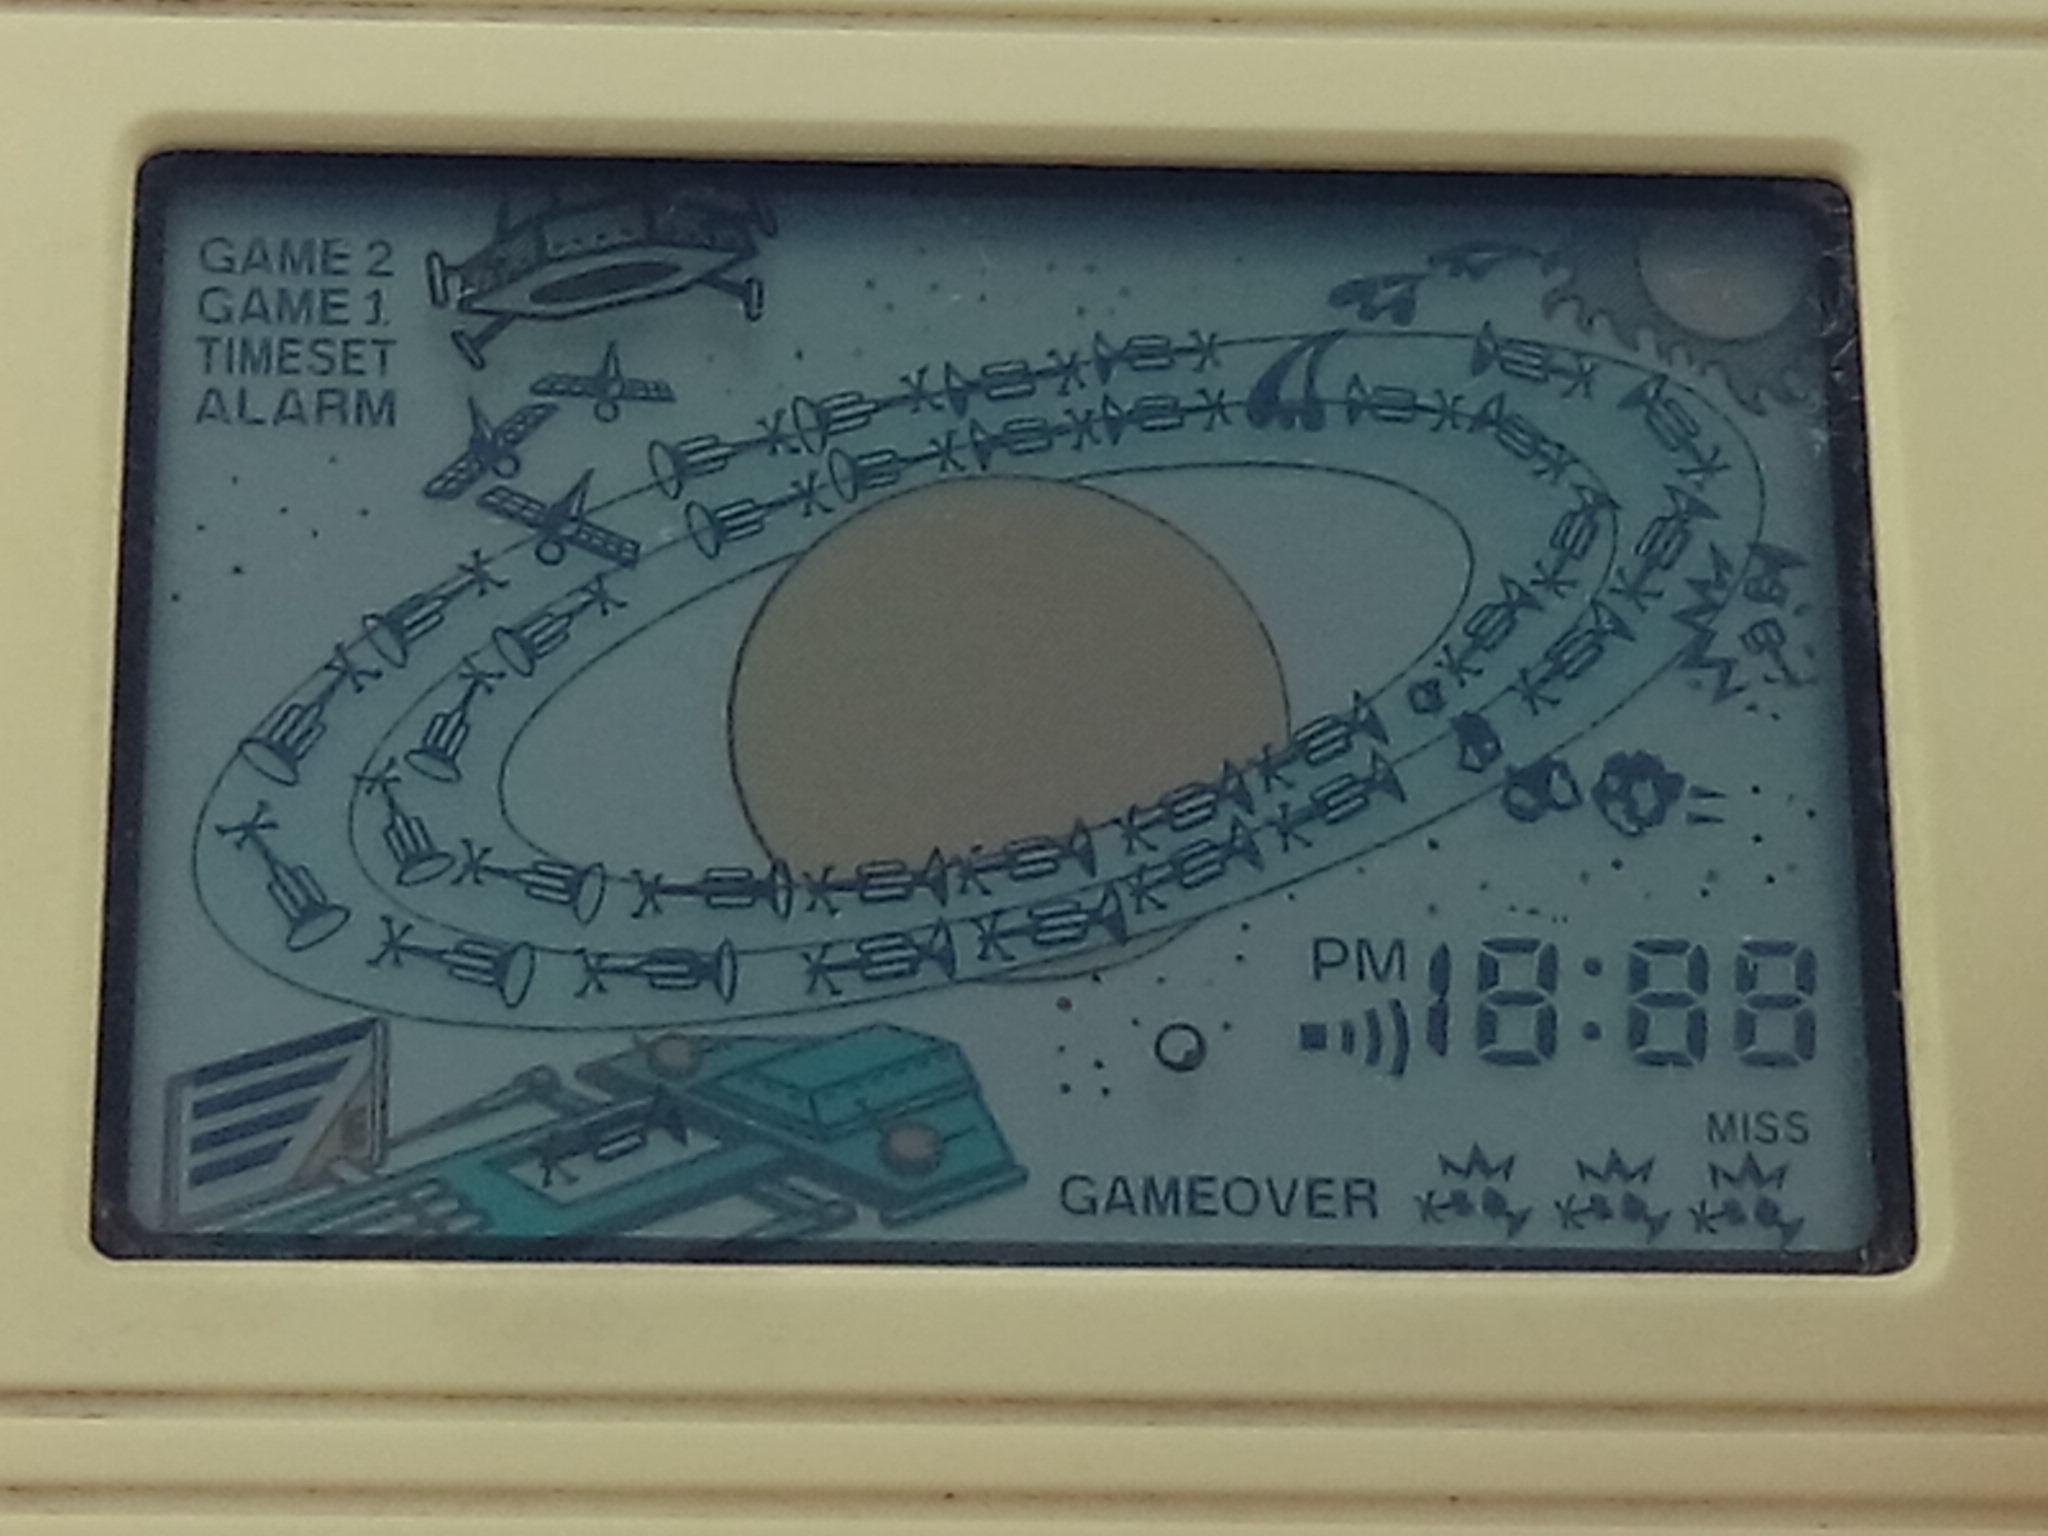 GAME 2
GAME 1
TIMESET
ALARM
PM 18:88
MISS
GAMEOVER